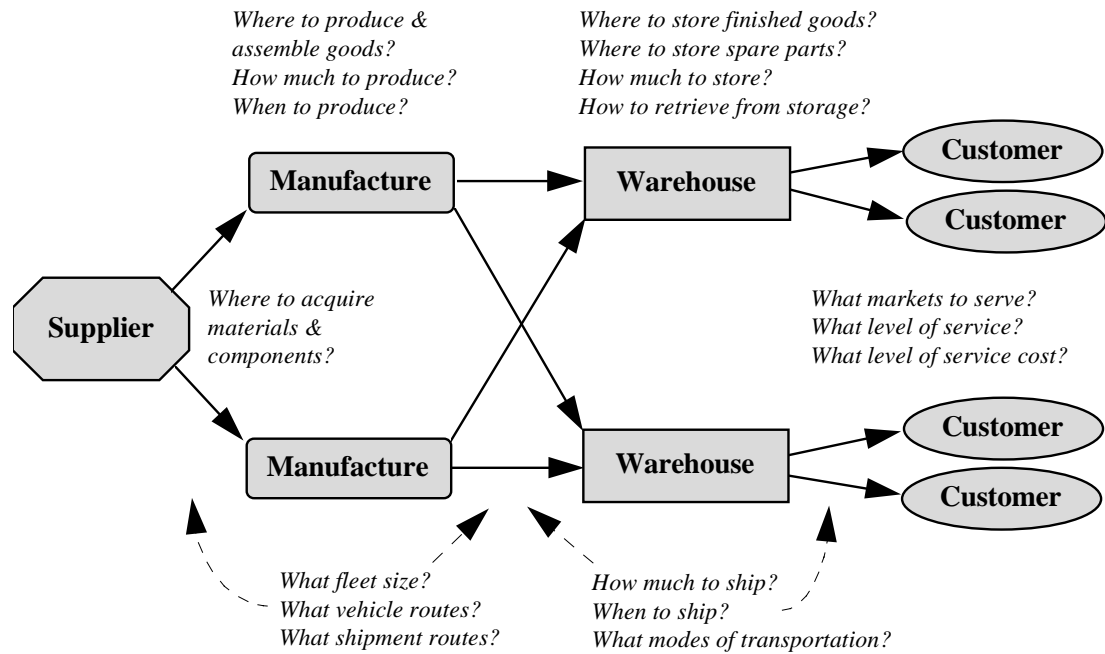 Where to produce &
assemble goods?
How much to produce?
When to produce?
Where to store finished goods?
Where to store spare parts?
How much to store?
How to retrieve from storage?
Manufacture
Warehouse
Customer
Customer
Supplier
Where to acquire
materials &
components?
What markets to serve?
What level of service?
What level of service cost?
Manufacture
Warehouse
Customer
Customer
What fleet size?
What vehicle routes?
What shipment routes?
How much to ship?
When to ship?
What modes of transportation?